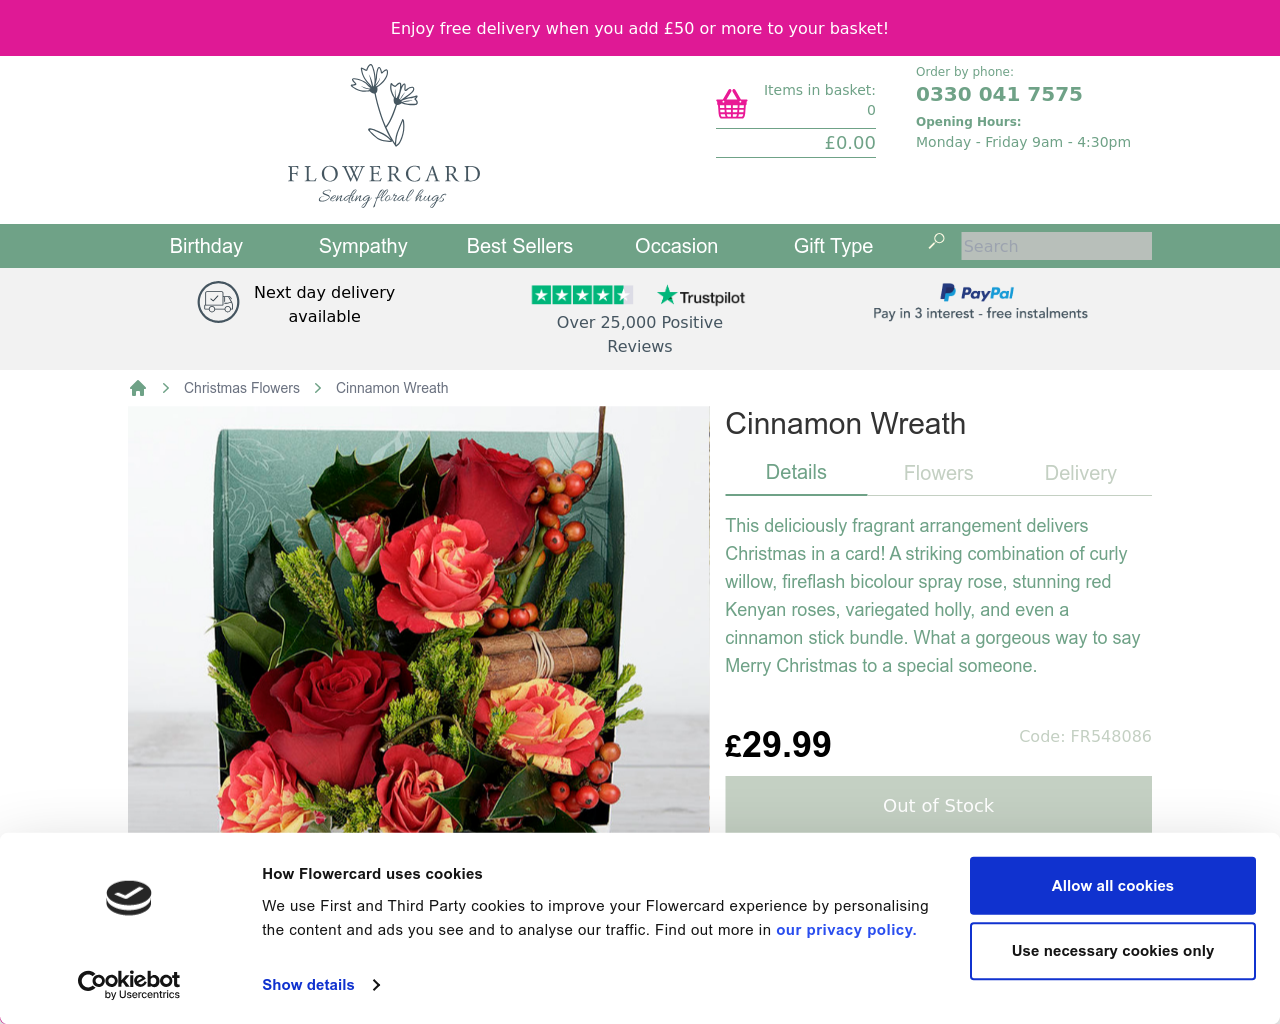 Enjoy free delivery when you add £50 or more to your basket!
FLOWERCARD
Sending floral hugs
Items in basket:
0
£0.00
Order by phone:
0330 041 7575
Opening Hours:
Monday - Friday 9am - 4:30pm
Birthday
Sympathy
Best Sellers
Occasion
Gift Type
Search
Next day delivery
available
Trustpilot
Over 25,000 Positive
Reviews
PayPal
Pay in 3 interest - free instalments
Christmas Flowers
Cinnamon Wreath
Cinnamon Wreath
Details
Flowers
Delivery
This deliciously fragrant arrangement delivers
Christmas in a card! A striking combination of curly
willow, fireflash bicolour spray rose, stunning red
Kenyan roses, variegated holly, and even a
cinnamon stick bundle. What a gorgeous way to say
Merry Christmas to a special someone.
£29.99
Code: FR548086
Out of Stock
How Flowercard uses cookies
We use First and Third Party cookies to improve your Flowercard experience by personalising
the content and ads you see and to analyse our traffic. Find out more in our privacy policy.
Show details
Allow all cookies
Use necessary cookies only
Cookiebot
by Usercentrics